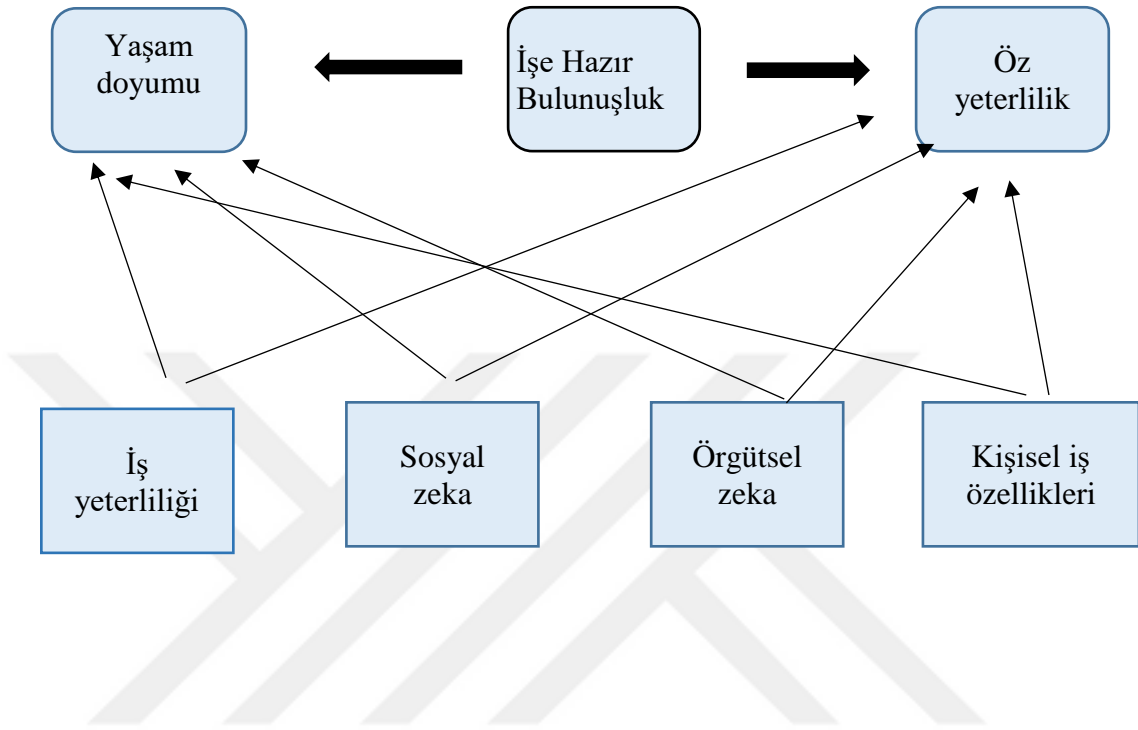 Yaşam
doyumu
İşe Hazır
Bulunuşluk
Öz
yeterlilik
İş
yeterliliği
Sosyal
zeka
Örgütsel
zeka
Kişisel iş
özellikleri